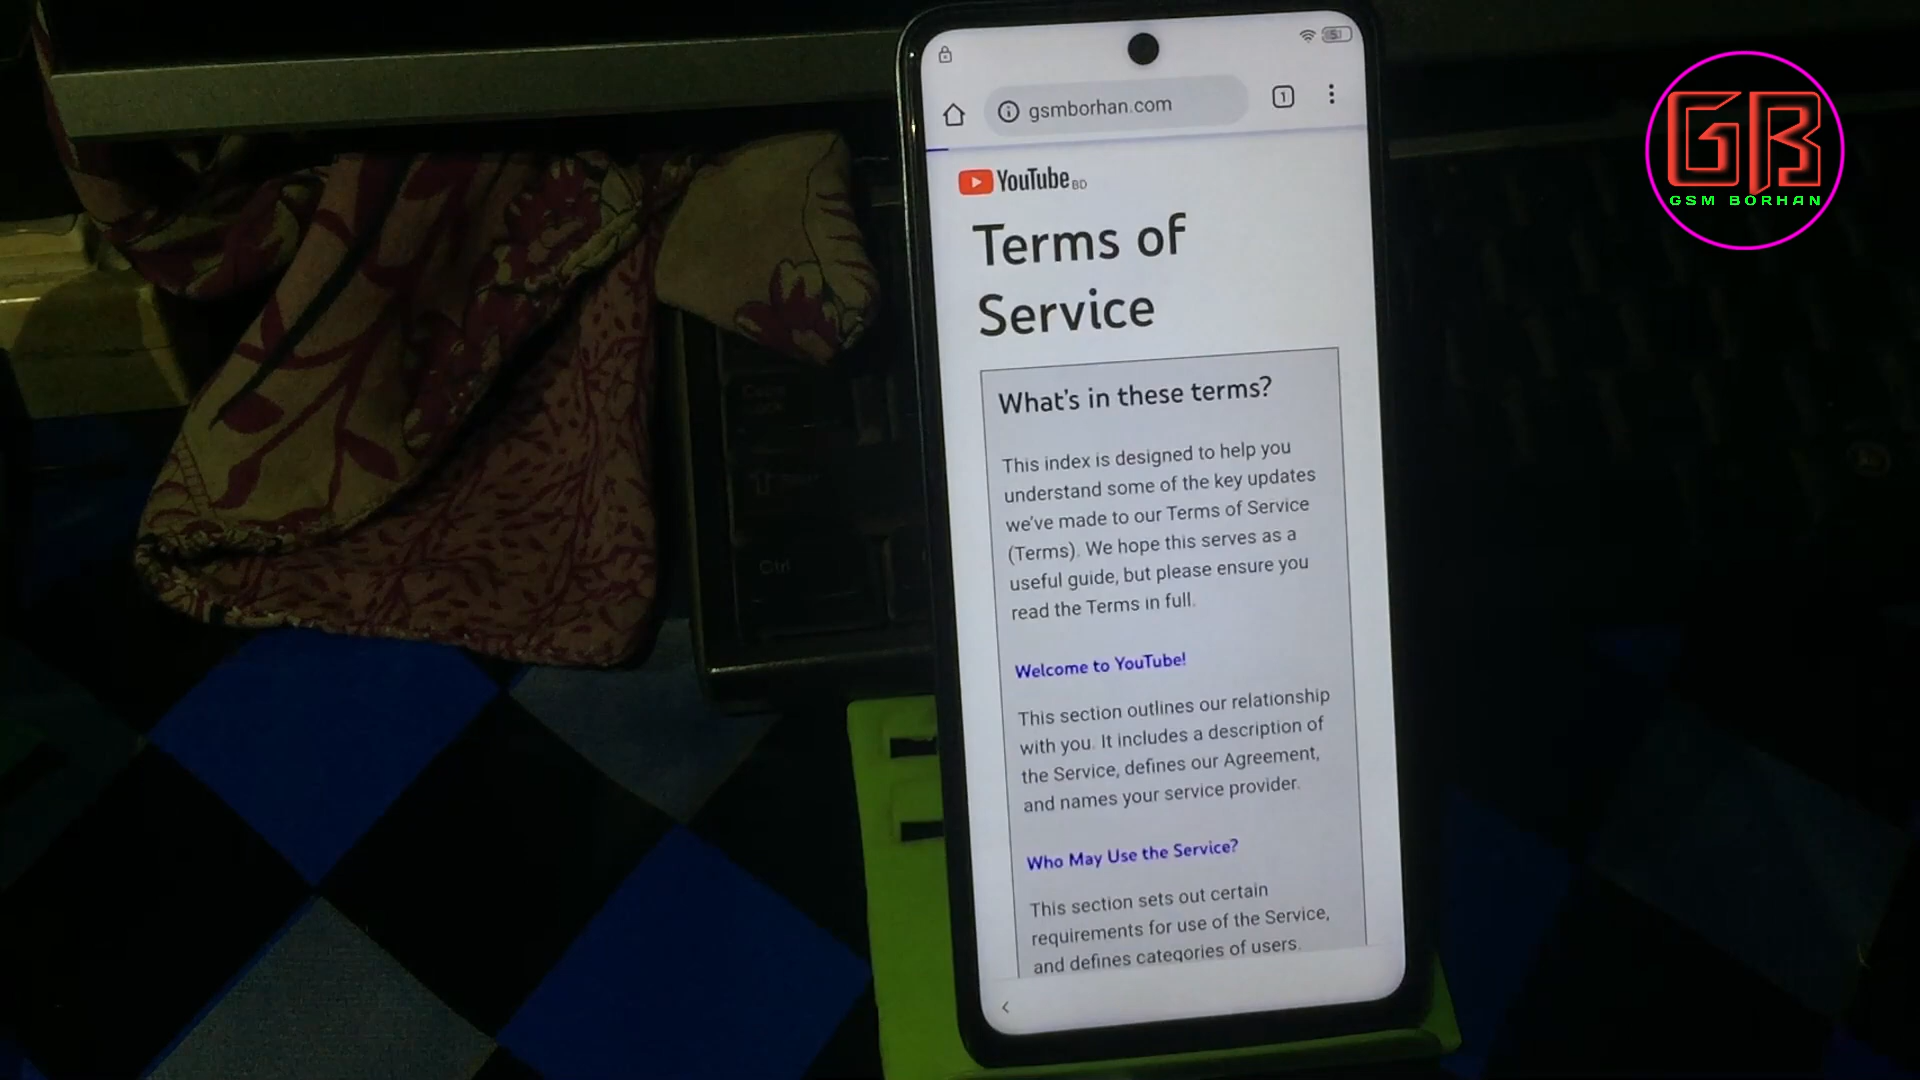 51
gsmborhan.com
1
YouTube BD
Terms of
Service
What's in these terms?
This index is designed to help you
understand some of the key updates
we've made to our Terms of Service
(Terms). We hope this serves as a
useful guide, but please ensure you
read the Terms in full.
Welcome to YouTube!
This section outlines our relationship
with you. It includes a description of
the Service, defines our Agreement,
and names your service provider.
Who May Use the Service?
This section sets out certain
requirements for use of the Service,
and defines categories of users.
GB
GSM BORHAN
Ctrl